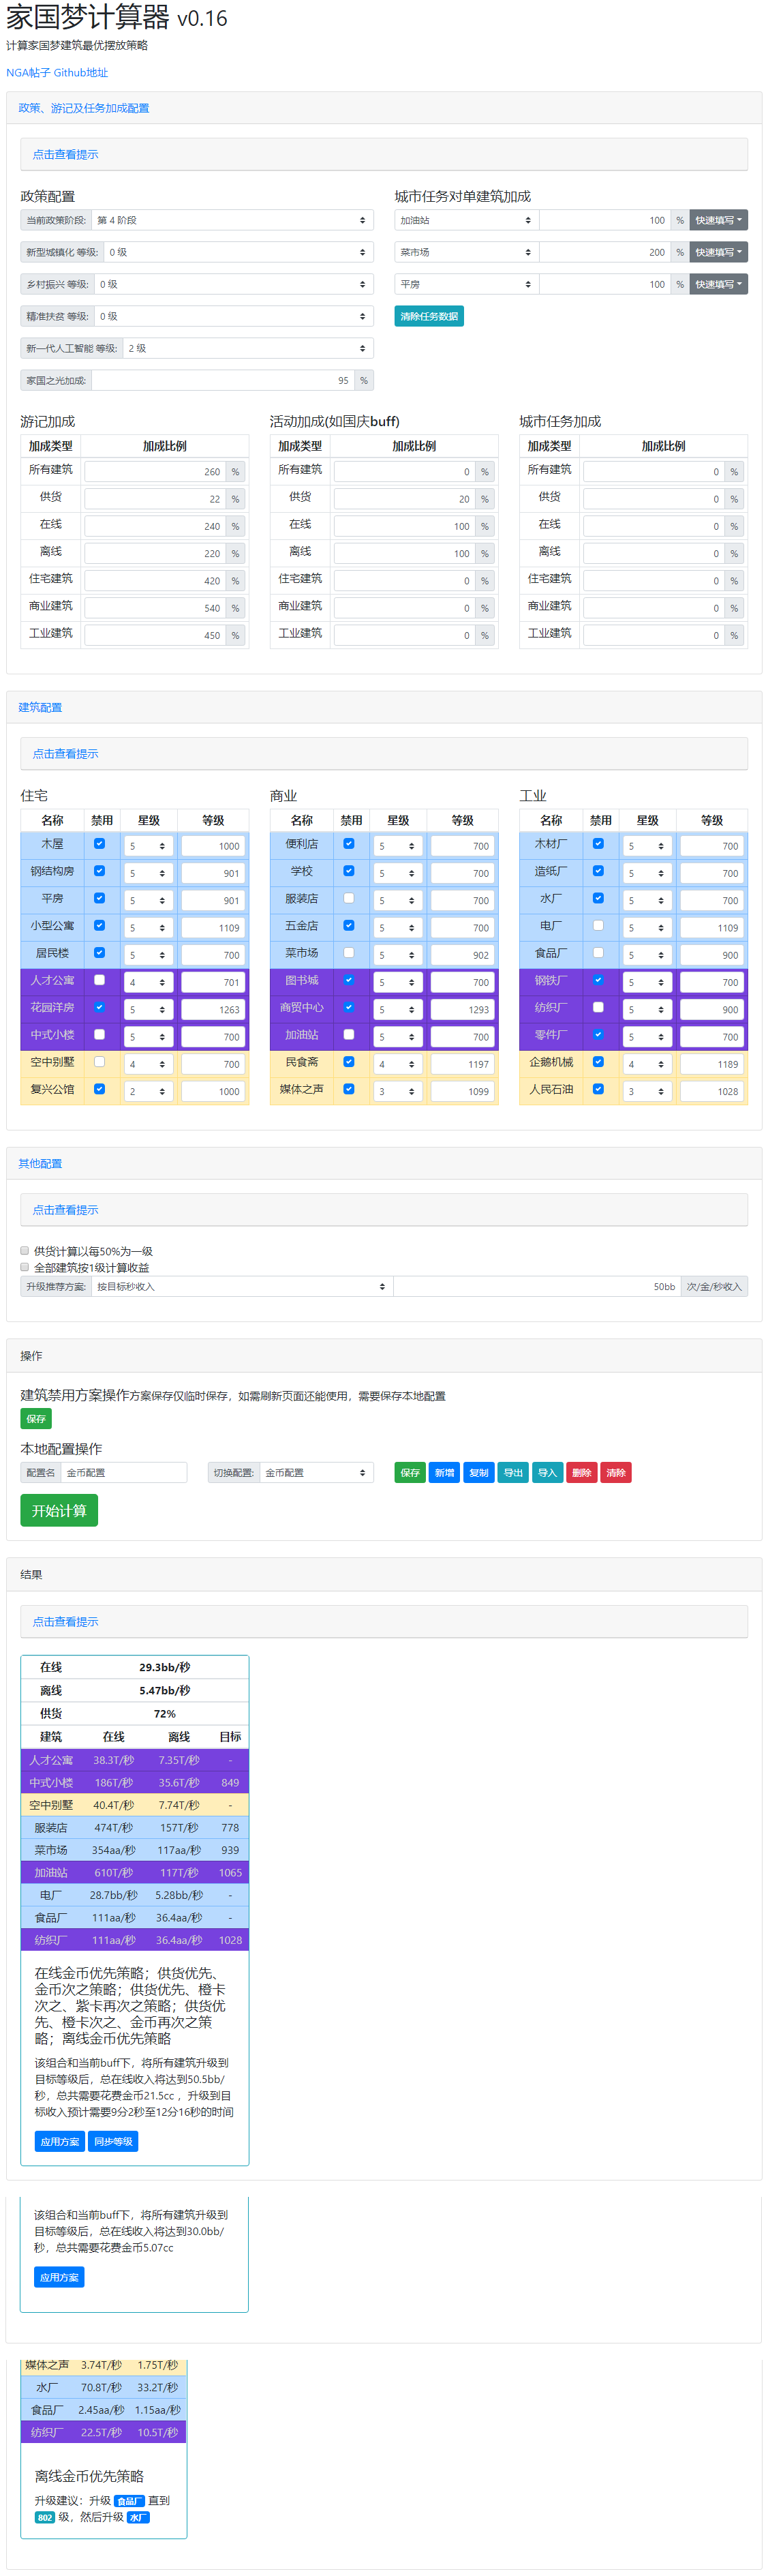 家国梦计算器 v0.16
计算家国梦建筑最优摆放策略
NGA帖子 Github地址
政策、游记及任务加成配置
点击查看提示
政策配置
当前政策阶段: 第 4 阶段
新型城镇化 等级: 0 级
乡村振兴 等级: 0 级
精准扶贫 等级: 0 级
新一代人工智能 等级: 2 级
家国之光加成: 95 %
城市任务对单建筑加成
加油站 100 % 快速填写
菜市场 200 % 快速填写
平房 100 % 快速填写
清除任务数据
游记加成
加成类型 加成比例
所有建筑 260 %
供货 22 %
在线 240 %
离线 220 %
住宅建筑 420 %
商业建筑 540 %
工业建筑 450 %
活动加成(如国庆buff)
加成类型 加成比例
所有建筑 0 %
供货 20 %
在线 100 %
离线 100 %
住宅建筑 0 %
商业建筑 0 %
工业建筑 0 %
城市任务加成
加成类型 加成比例
所有建筑 0 %
供货 0 %
在线 0 %
离线 0 %
住宅建筑 0 %
商业建筑 0 %
工业建筑 0 %
建筑配置
点击查看提示
住宅
名称 禁用 星级 等级
木屋 5 1000
钢结构房 5 901
平房 5 901
小型公寓 5 1109
居民楼 5 700
人才公寓 4 701
花园洋房 5 1263
中式小楼 5 700
空中别墅 4 700
复兴公馆 2 1000
商业
名称 禁用 星级 等级
便利店 5 700
学校 5 700
服装店 5 700
五金店 5 700
菜市场 5 902
图书城 5 700
商贸中心 5 1293
加油站 5 700
民食斋 4 1197
媒体之声 3 1099
工业
名称 禁用 星级 等级
木材厂 5 700
造纸厂 5 700
水厂 5 700
电厂 5 1109
食品厂 5 900
钢铁厂 5 700
纺织厂 5 900
零件厂 5 700
企鹅机械 4 1189
人民石油 3 1028
其他配置
点击查看提示
供货计算以每50%为一级
全部建筑按1级计算收益
升级推荐方案: 按目标秒收入 50bb 次/金/秒收入
操作
建筑禁用方案操作方案保存仅临时保存，如需刷新页面还能使用，需要保存本地配置
保存
本地配置操作
配置名 金币配置 切换配置: 金币配置 保存 新增 复制 导出 导入 删除 清除
开始计算
结果
点击查看提示
在线 29.3bb/秒
离线 5.47bb/秒
供货 72%
建筑 在线 离线 目标
人才公寓 38.3T/秒 7.35T/秒 -
中式小楼 186T/秒 35.6T/秒 849
空中别墅 40.4T/秒 7.74T/秒 -
服装店 474T/秒 157T/秒 778
菜市场 354aa/秒 117aa/秒 939
加油站 610T/秒 117T/秒 1065
电厂 28.7bb/秒 5.28bb/秒 -
食品厂 111aa/秒 36.4aa/秒 -
纺织厂 111aa/秒 36.4aa/秒 1028
在线金币优先策略；供货优先、
金币次之策略；供货优先、橙卡
次之、紫卡再次之策略；供货优
先、橙卡次之、金币再次之策
略；离线金币优先策略
该组合和当前buff下，将所有建筑升级到
目标等级后，总在线收入将达到50.5bb/
秒，总共需要花费金币21.5cc ，升级到目
标收入预计需要9分2秒至12分16秒的时间
应用方案 同步等级
该组合和当前buff下，将所有建筑升级到
目标等级后，总在线收入将达到30.0bb/
秒，总共需要花费金币5.07cc
应用方案
媒体之声 3.74T/秒 1.75T/秒
水厂 70.8T/秒 33.2T/秒
食品厂 2.45aa/秒 1.15aa/秒
纺织厂 22.5T/秒 10.5T/秒
离线金币优先策略
升级建议：升级 食品厂 直到
802 级，然后升级 水厂